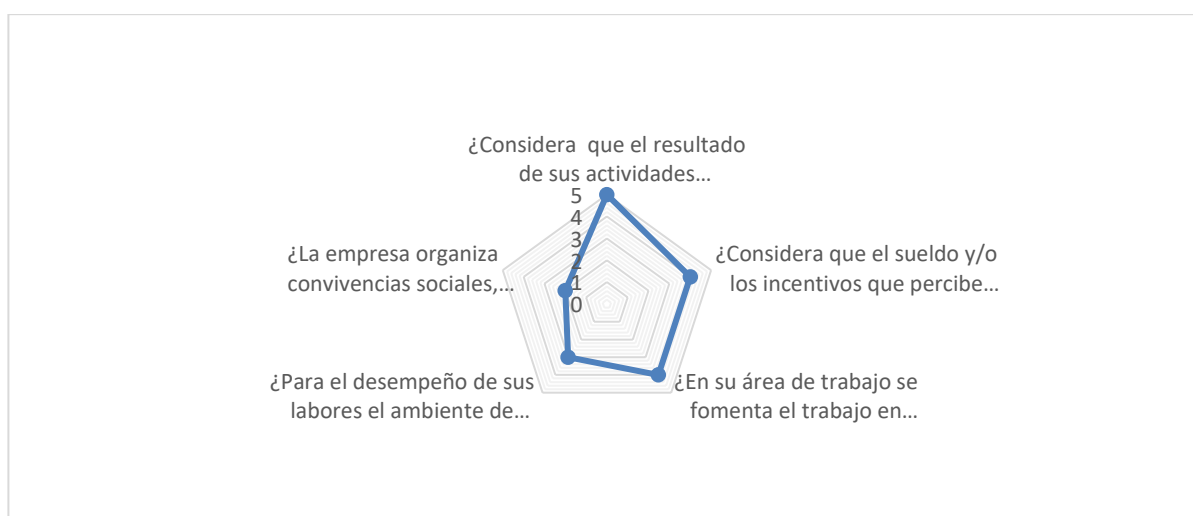 ¿Considera que el resultado
de sus actividades...
5
4
3
2
1
0
¿Considera que el sueldo y/o
los incentivos que percibe...
¿En su área de trabajo se
fomenta el trabajo en...
¿Para el desempeño de sus
labores el ambiente de...
¿La empresa organiza
convivencias sociales,...